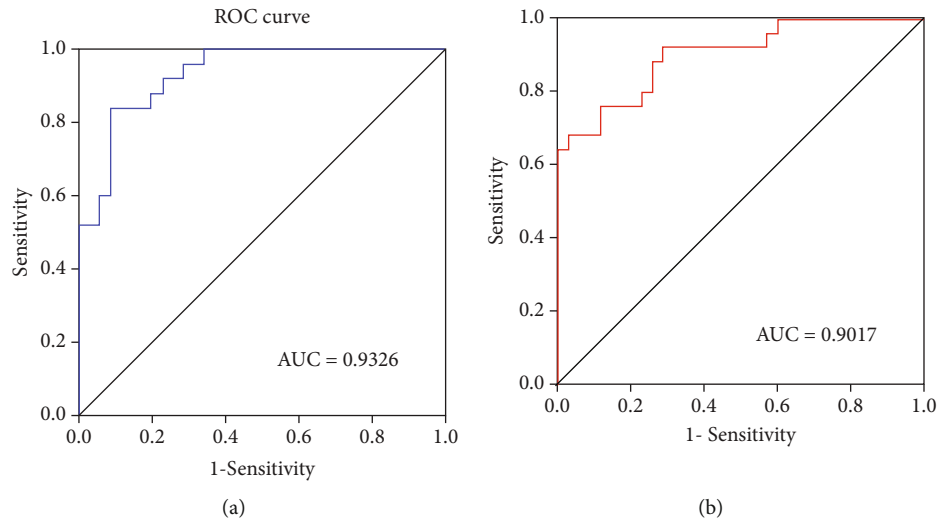 ROC curve
1.0
0.8
0.6
0.4
0.2
0.0
Sensitivity
0.0 0.2 0.4 0.6 0.8 1.0
1-Sensitivity
AUC = 0.9326
(a)
1.0
0.8
0.6
0.4
0.2
0.0
Sensitivity
0.0 0.2 0.4 0.6 0.8 1.0
1- Sensitivity
AUC = 0.9017
(b)